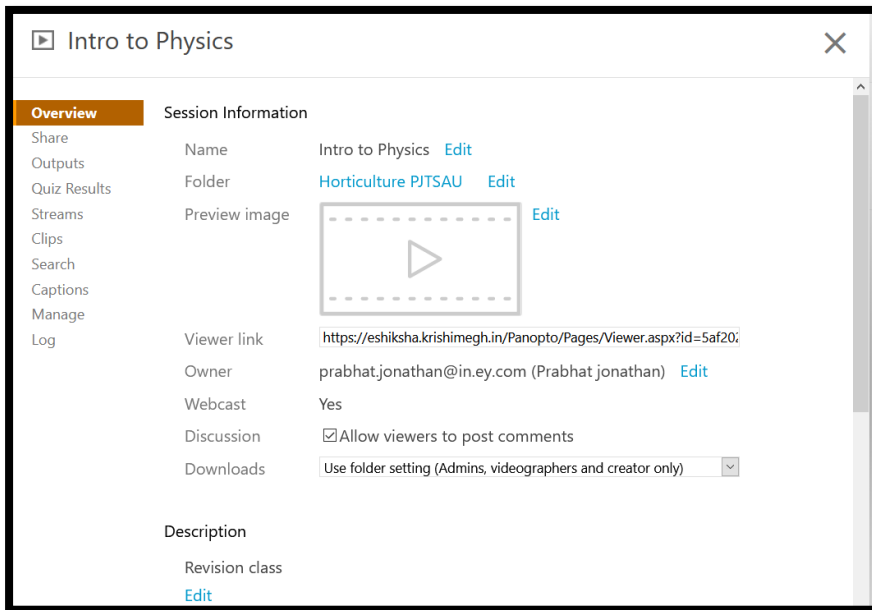 Intro to Physics
Overview
Share
Outputs
Quiz Results
Streams
Clips
Search
Captions
Manage
Log
Session Information
Name Intro to Physics Edit
Folder Horticulture PJTSAU Edit
Preview image Edit
Viewer link https://eshiksha.krishimegh.in/Panopto/Pages/Viewer.aspx?id=5af202
Owner prabhat.jonathan@in.ey.com (Prabhat jonathan) Edit
Webcast Yes
Discussion Allow viewers to post comments
Downloads Use folder setting (Admins, videographers and creator only)
Description
Revision class
Edit